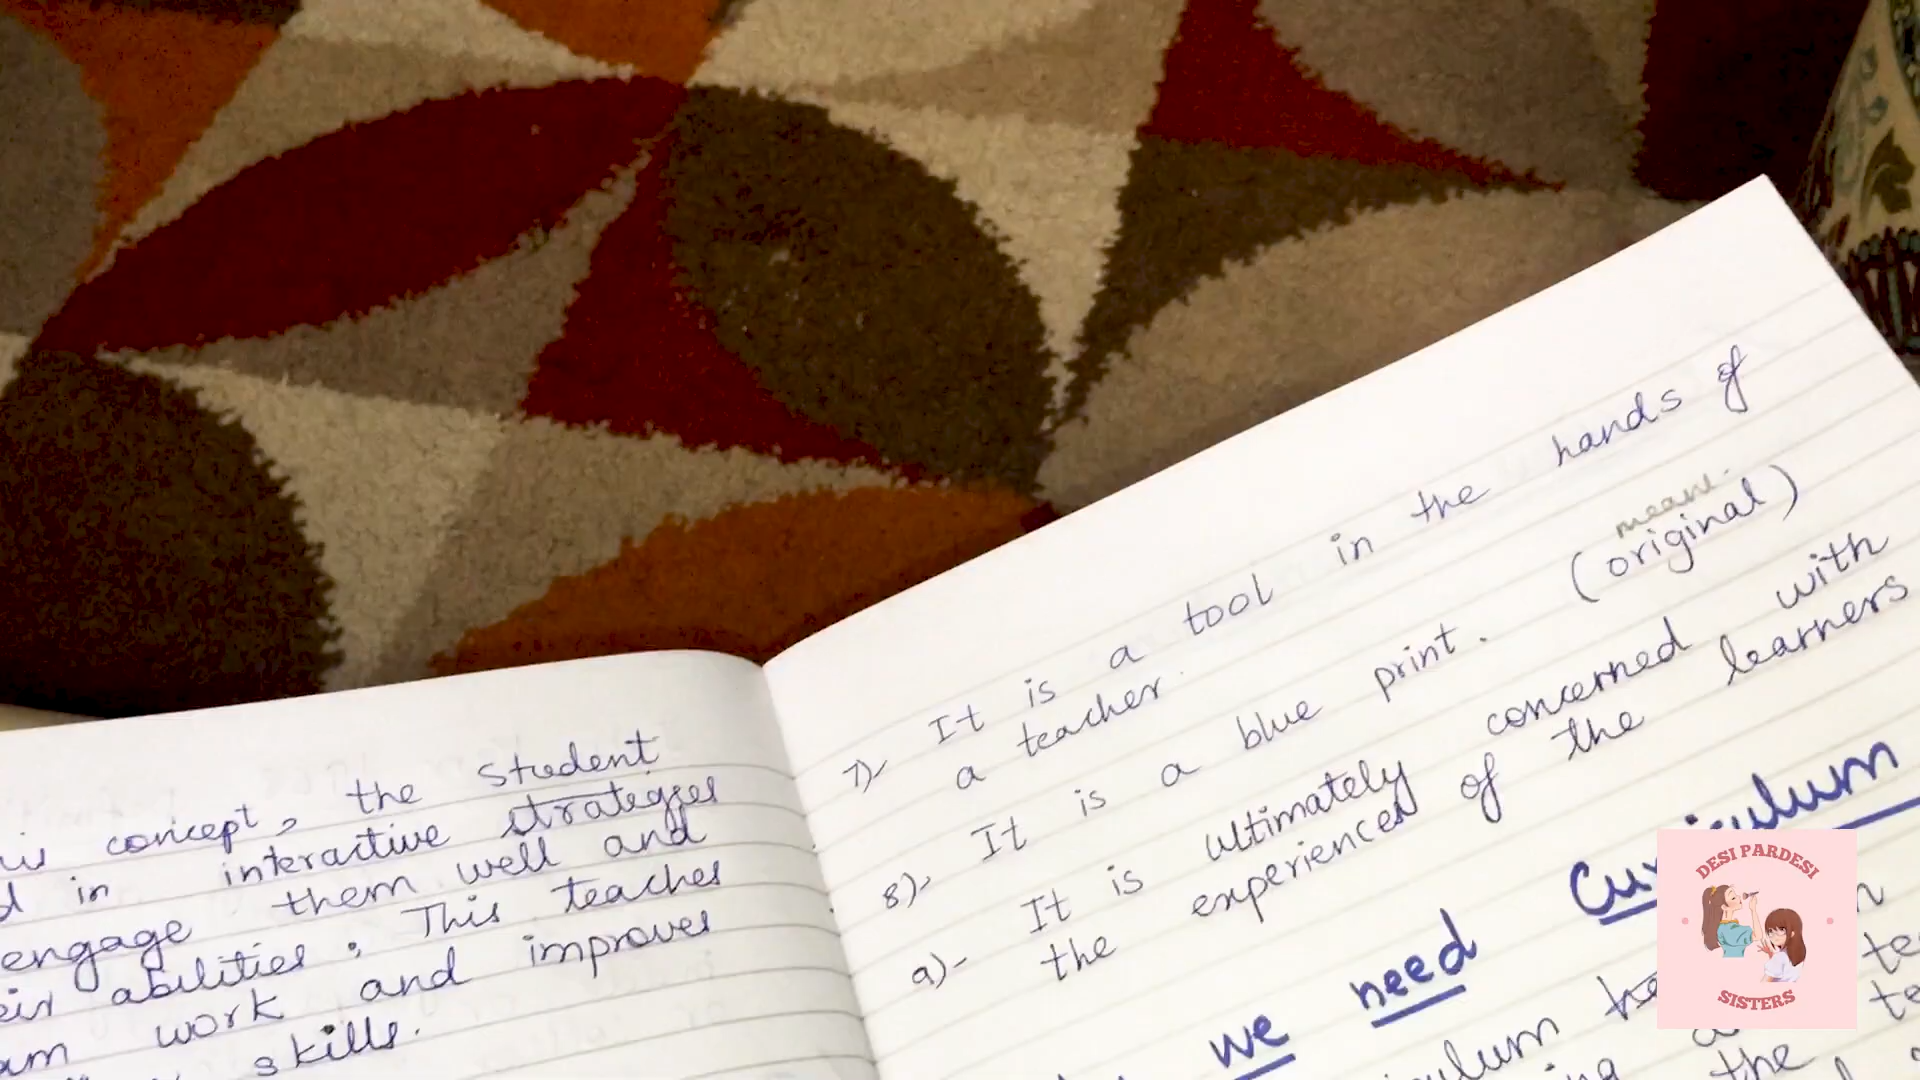 concept, the student
in interactive strategies
engage them well and
abilities; This teaches
work and improves
skills.
7)- It is a tool in the hands of
a teacher.
mean
8)- It is a blue print. (original)
9)- It is ultimately concerned with
the experienced of the learners
we need
the
DESI PARDESI
SISTERS